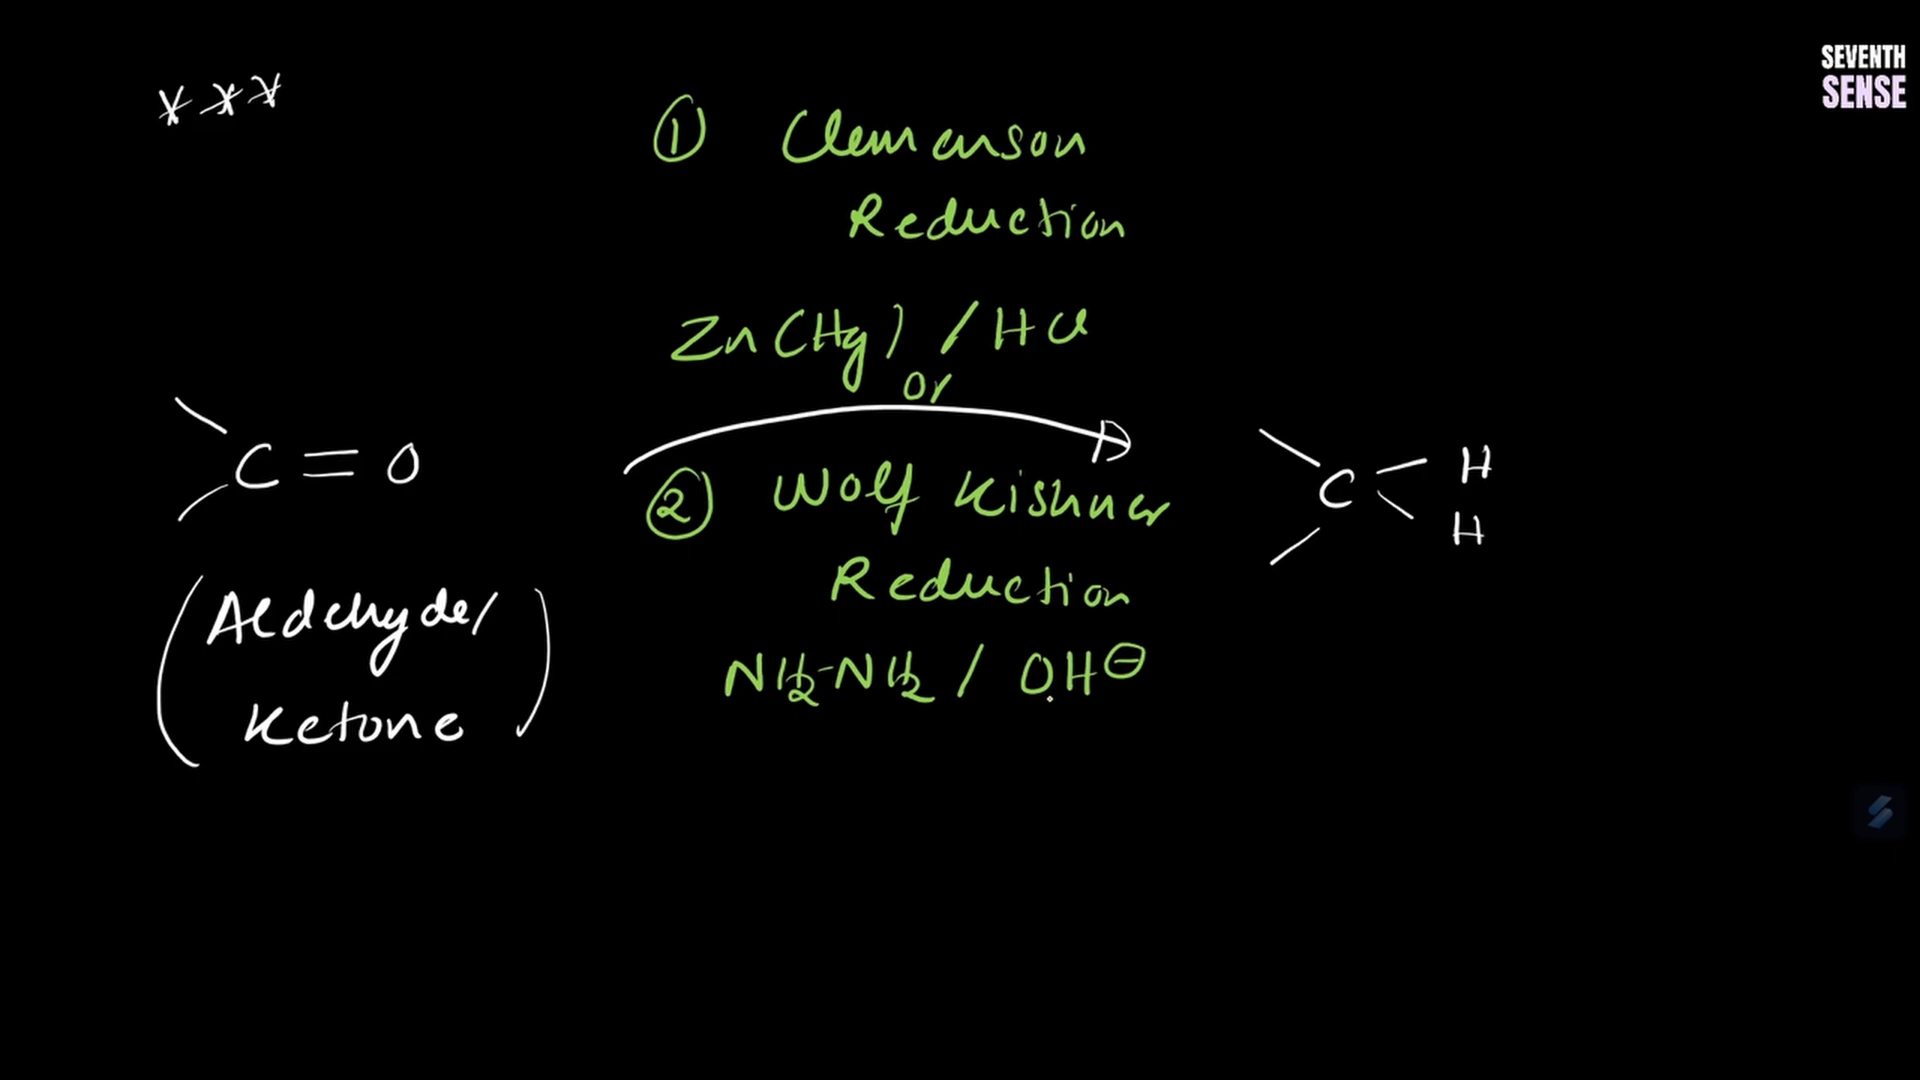 ***
① Clemenson
Reduction
Zn(Hg) / HCl
or
C = O
② Wolf Kishner
Reduction
NH2-NH2 / OH⊖
C H
H
(Aldehyde/
Ketone)
SEVENTH
SENSE